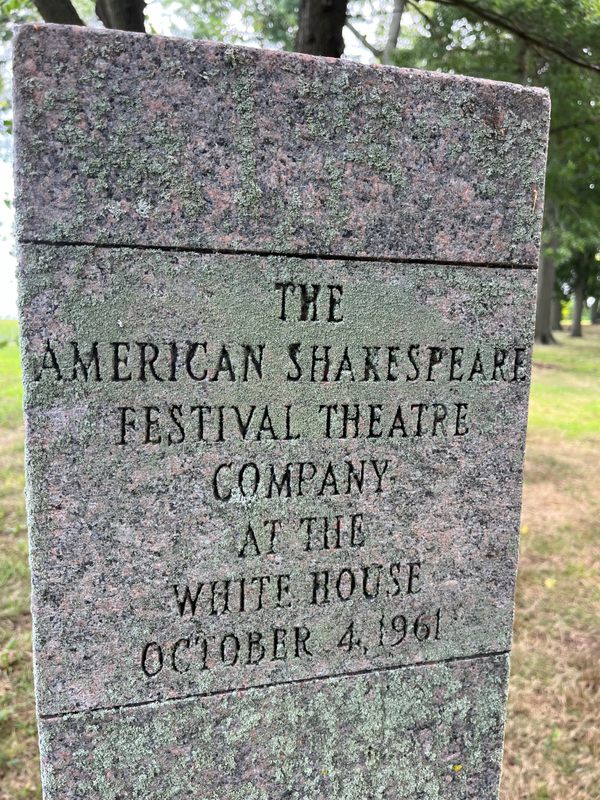 THE
AMERICAN SHAKESPEARE
FESTIVAL THEATRE
COMPANY
AT THE
WHITE HOUSE
OCTOBER 4, 1961